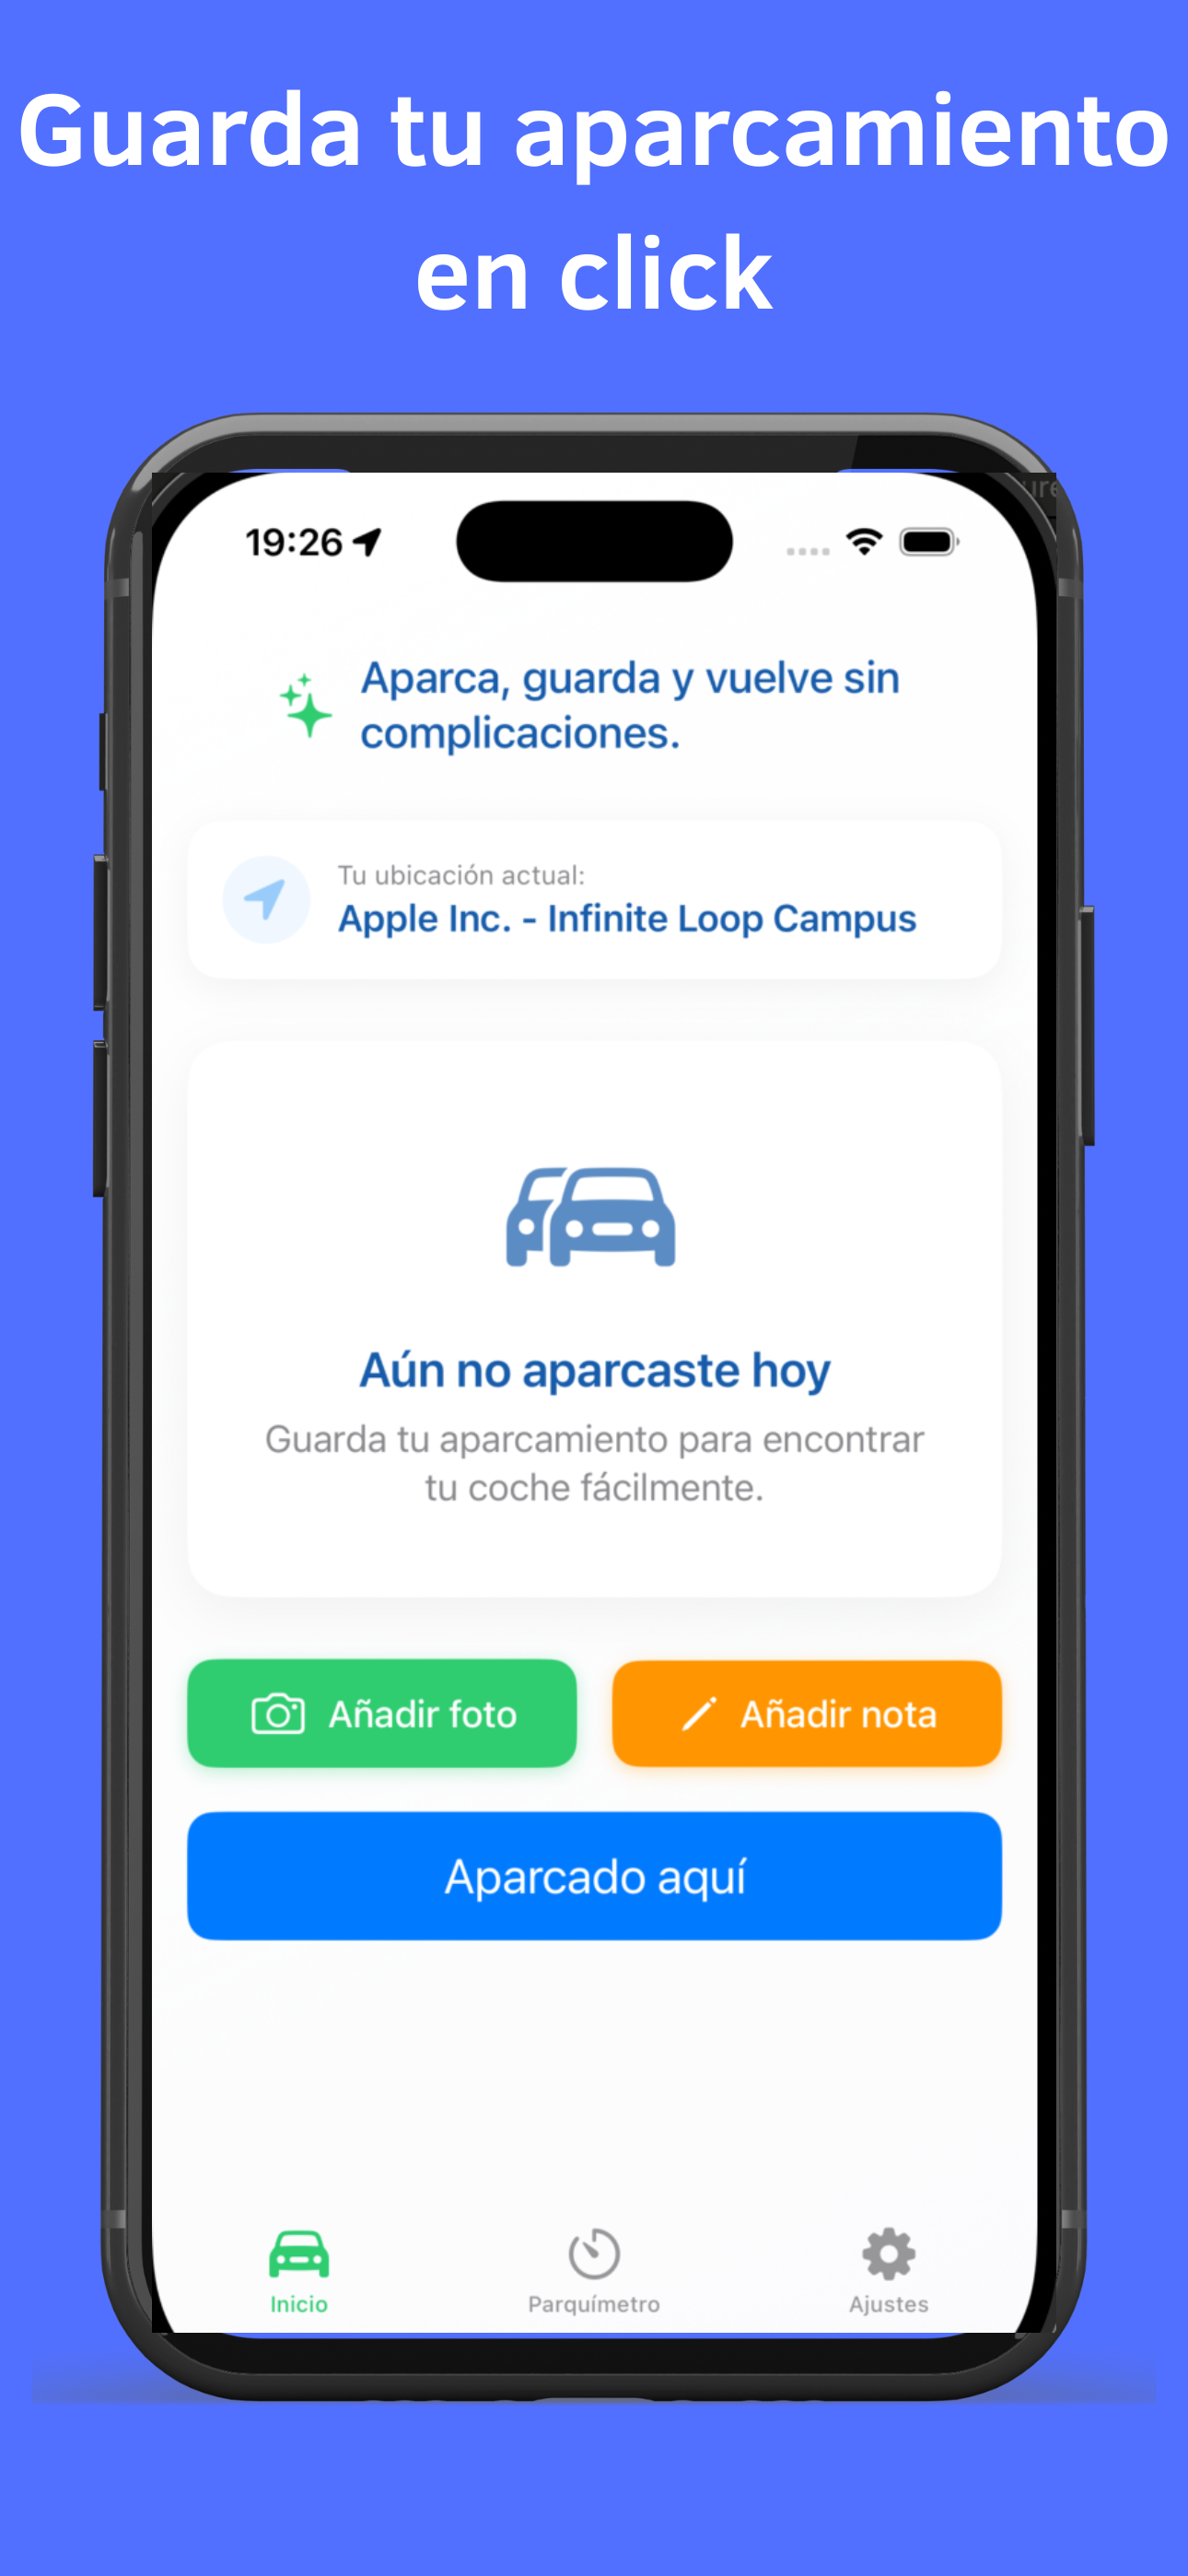 Guarda tu aparcamiento
en click
19:26
Aparca, guarda y vuelve sin
complicaciones.
Tu ubicación actual:
Apple Inc. - Infinite Loop Campus
Aún no aparcaste hoy
Guarda tu aparcamiento para encontrar
tu coche fácilmente.
Añadir foto
Añadir nota
Aparcado aquí
Inicio
Parquímetro
Ajustes